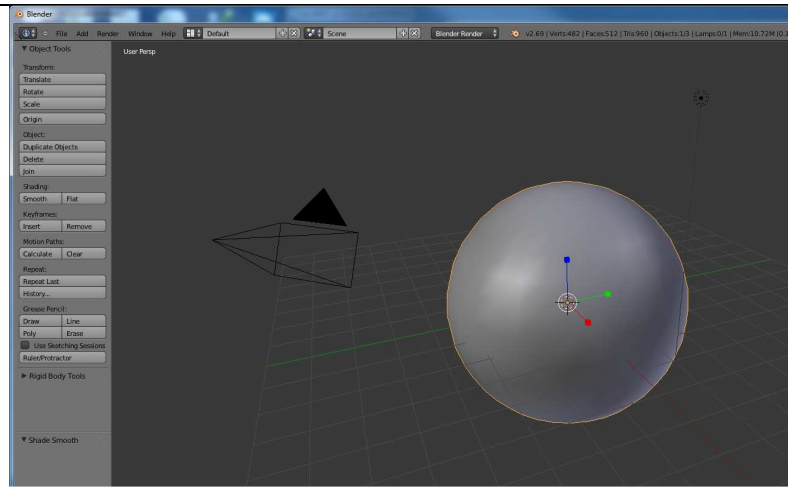 Blender
File Add Render Window Help Default Scene Blender Render v2.69 | Verts:482 | Faces:512 | Tris:960 | Objects:1/3 | Lamps:0/1 | Mem:10.72M (0.1
Object Tools
User Persp
Transform:
Translate
Rotate
Scale
Origin
Object:
Duplicate Objects
Delete
Join
Shading:
Smooth Flat
Keyframes:
Insert Remove
Motion Paths:
Calculate Clear
Repeat:
Repeat Last
History...
Grease Pencil:
Draw Line
Poly Erase
Use Sketching Sessions
Ruler/Protractor
Rigid Body Tools
Shade Smooth